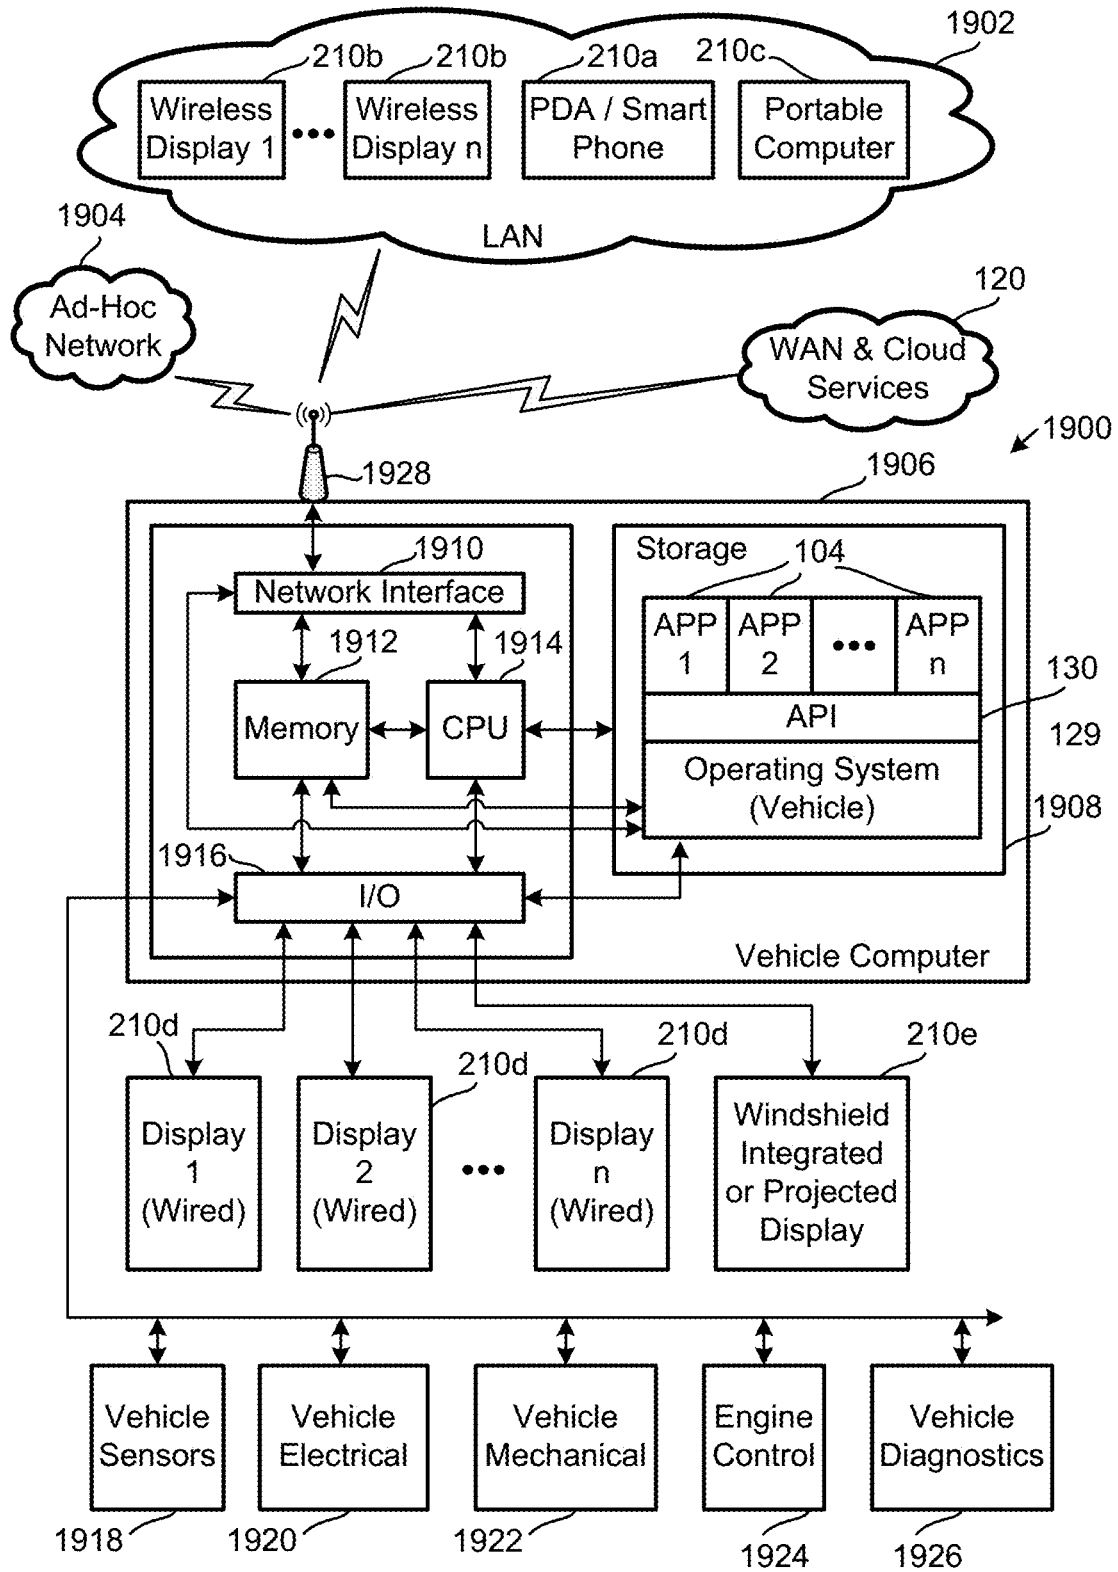 1902
210b
210b
210a
210c
Wireless
Display 1
Wireless
Display n
PDA / Smart
Phone
Portable
Computer
LAN
1904
Ad-Hoc
Network
120
WAN & Cloud
Services
1900
1928
1906
1910
Network Interface
Storage
104
APP
1
APP
2
APP
n
1912
1914
Memory
CPU
130
API
129
Operating System
(Vehicle)
1908
1916
I/O
Vehicle Computer
210d
210d
210d
210e
Display
1
(Wired)
Display
2
(Wired)
Display
n
(Wired)
Windshield
Integrated
or Projected
Display
Vehicle
Sensors
Vehicle
Electrical
Vehicle
Mechanical
Engine
Control
Vehicle
Diagnostics
1918
1920
1922
1924
1926